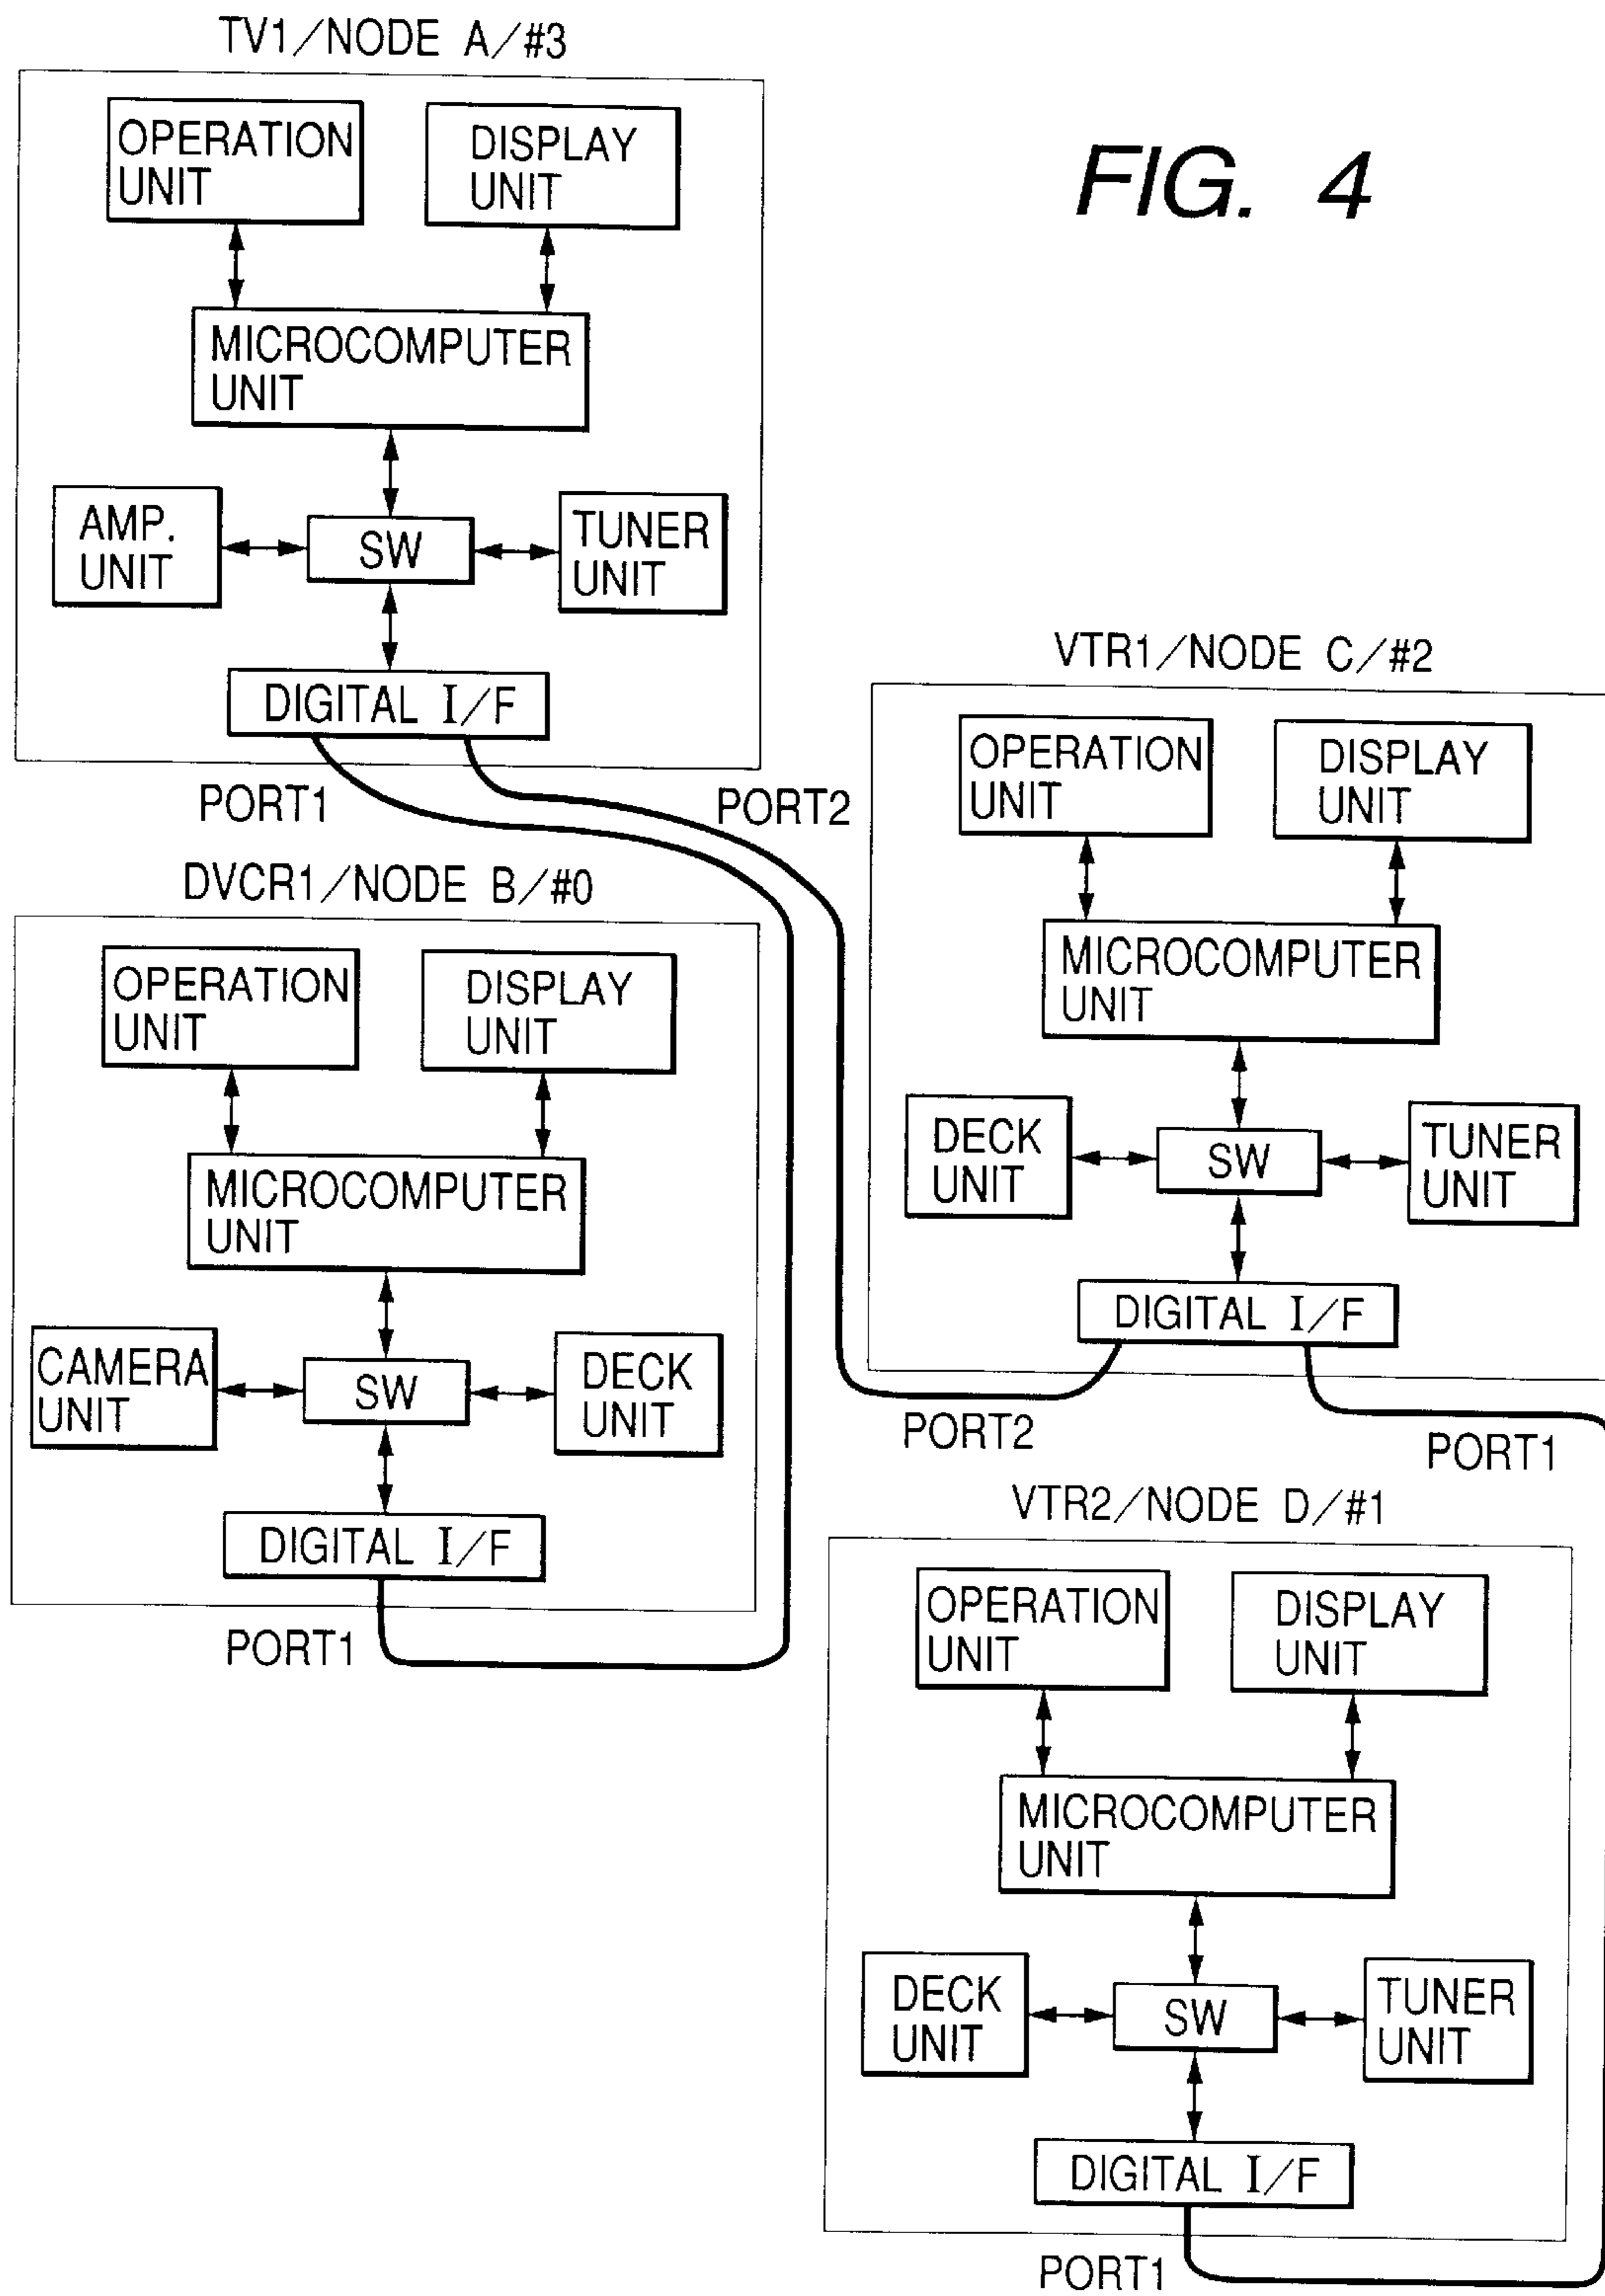 FIG. 4
TV1/NODE A/#3
OPERATION
UNIT
DISPLAY
UNIT
MICROCOMPUTER
UNIT
AMP.
UNIT
SW
TUNER
UNIT
DIGITAL I/F
PORT1
PORT2
DVCR1/NODE B/#0
OPERATION
UNIT
DISPLAY
UNIT
MICROCOMPUTER
UNIT
CAMERA
UNIT
SW
DECK
UNIT
DIGITAL I/F
PORT1
VTR1/NODE C/#2
OPERATION
UNIT
DISPLAY
UNIT
MICROCOMPUTER
UNIT
DECK
UNIT
SW
TUNER
UNIT
DIGITAL I/F
PORT2
PORT1
VTR2/NODE D/#1
OPERATION
UNIT
DISPLAY
UNIT
MICROCOMPUTER
UNIT
DECK
UNIT
SW
TUNER
UNIT
DIGITAL I/F
PORT1